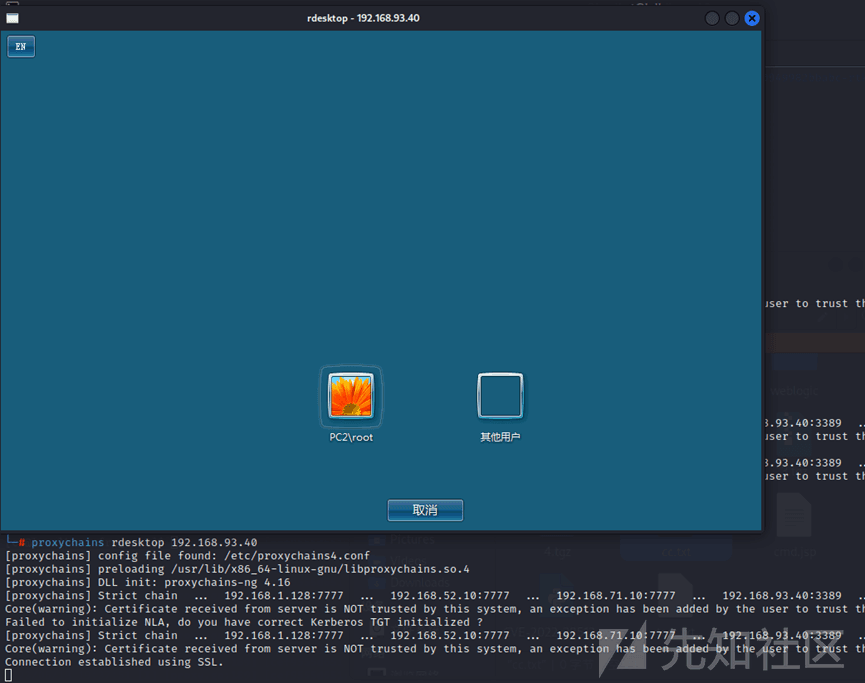 rdesktop - 192.168.93.40
EN
user to trust th
PC2\root
其他用户
3.93.40:3389 ..
user to trust th
3.93.40:3389 ..
user to trust th
取消
└─# proxychains rdesktop 192.168.93.40
[proxychains] config file found: /etc/proxychains4.conf
[proxychains] preloading /usr/lib/x86_64-linux-gnu/libproxychains.so.4
[proxychains] DLL init: proxychains-ng 4.16
[proxychains] Strict chain ... 192.168.1.128:7777 ... 192.168.52.10:7777 ... 192.168.71.10:7777 ... 192.168.93.40:3389 ..
Core(warning): Certificate received from server is NOT trusted by this system, an exception has been added by the user to trust th
Failed to initialize NLA, do you have correct Kerberos TGT initialized ?
[proxychains] Strict chain ... 192.168.1.128:7777 ... 192.168.52.10:7777 ... 192.168.71.10:7777 ... 192.168.93.40:3389 ..
Core(warning): Certificate received from server is NOT trusted by this system, an exception has been added by the user to trust th
Connection established using SSL.
先知社区